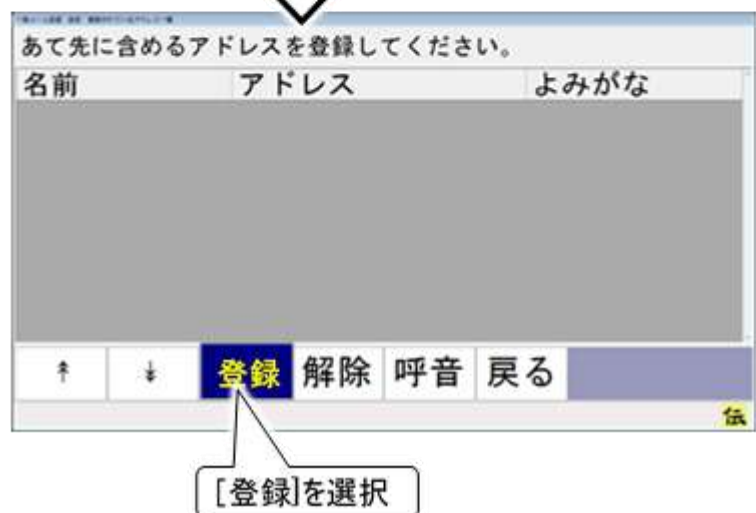 あて先に含めるアドレスを登録してください。
名前 アドレス よみがな
↟ ↡ 登録 解除 呼音 戻る
伝
[登録]を選択